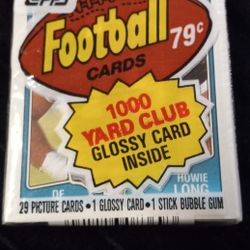 Football
79¢
CARDS
1000
YARD CLUB
GLOSSY CARD
INSIDE
DE
HOWIE
LONG
29 PICTURE CARDS • 1 GLOSSY CARD • 1 STICK BUBBLE GUM